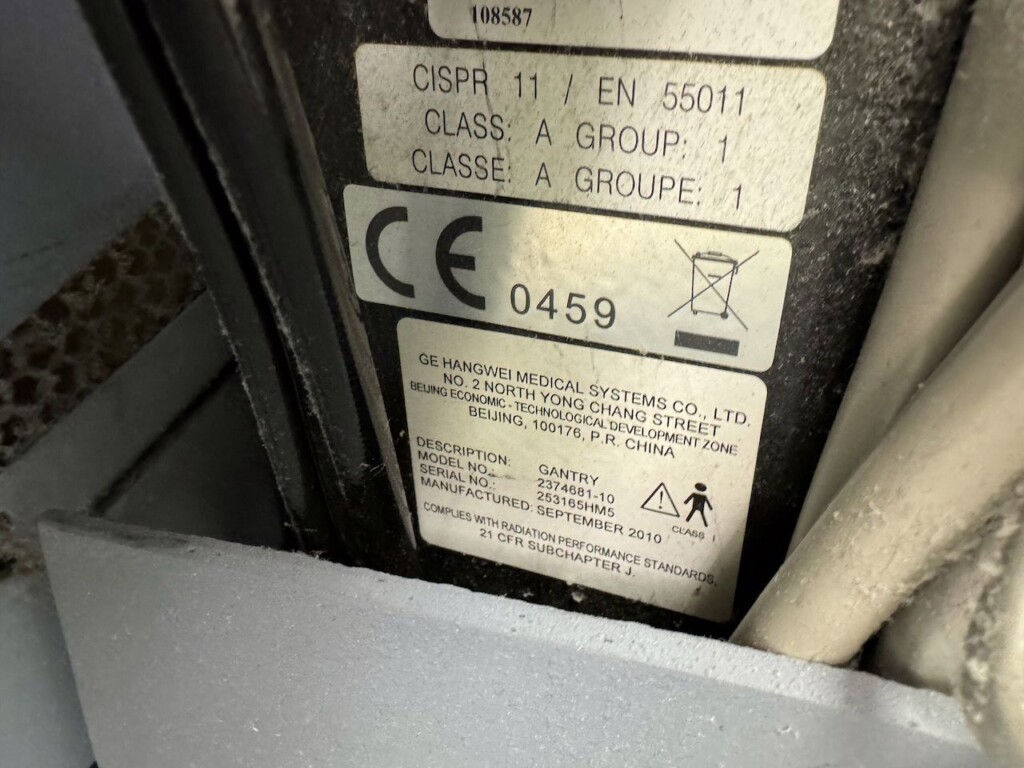 108587
CISPR 11 / EN 55011
CLASS: A GROUP: 1
CLASSE: A GROUPE: 1
CE 0459
GE HANGWEI MEDICAL SYSTEMS CO., LTD.
NO. 2 NORTH YONG CHANG STREET
BEIJING ECONOMIC - TECHNOLOGICAL DEVELOPMENT ZONE
BEIJING, 100176, P.R. CHINA
DESCRIPTION: GANTRY
MODEL NO.: 2374681-10
SERIAL NO.: 253165HM5
MANUFACTURED: SEPTEMBER 2010
CLASS I
COMPLIES WITH RADIATION PERFORMANCE STANDARDS,
21 CFR SUBCHAPTER J.